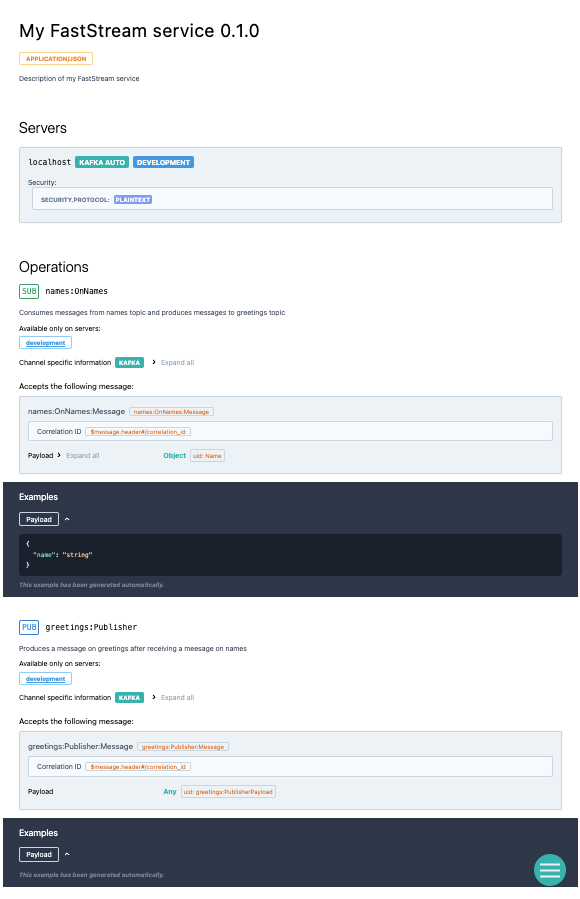 My FastStream service 0.1.0
APPLICATION/JSON
Description of my FastStream service
Servers
localhost KAFKA AUTO DEVELOPMENT
Security:
SECURITY.PROTOCOL: PLAINTEXT
Operations
SUB names:OnNames
Consumes messages from names topic and produces messages to greetings topic
Available only on servers:
development
Channel specific information KAFKA Expand all
Accepts the following message:
names:OnNames:Message names:OnNames:Message
Correlation ID $message.header#/correlation_id
Payload Expand all Object uid: Name
Examples
Payload
{
"name": "string"
}
This example has been generated automatically.
PUB greetings:Publisher
Produces a message on greetings after receiving a meesage on names
Available only on servers:
development
Channel specific information KAFKA Expand all
Accepts the following message:
greetings:Publisher:Message greetings:Publisher:Message
Correlation ID $message.header#/correlation_id
Payload Any uid: greetings:PublisherPayload
Examples
Payload
This example has been generated automatically.